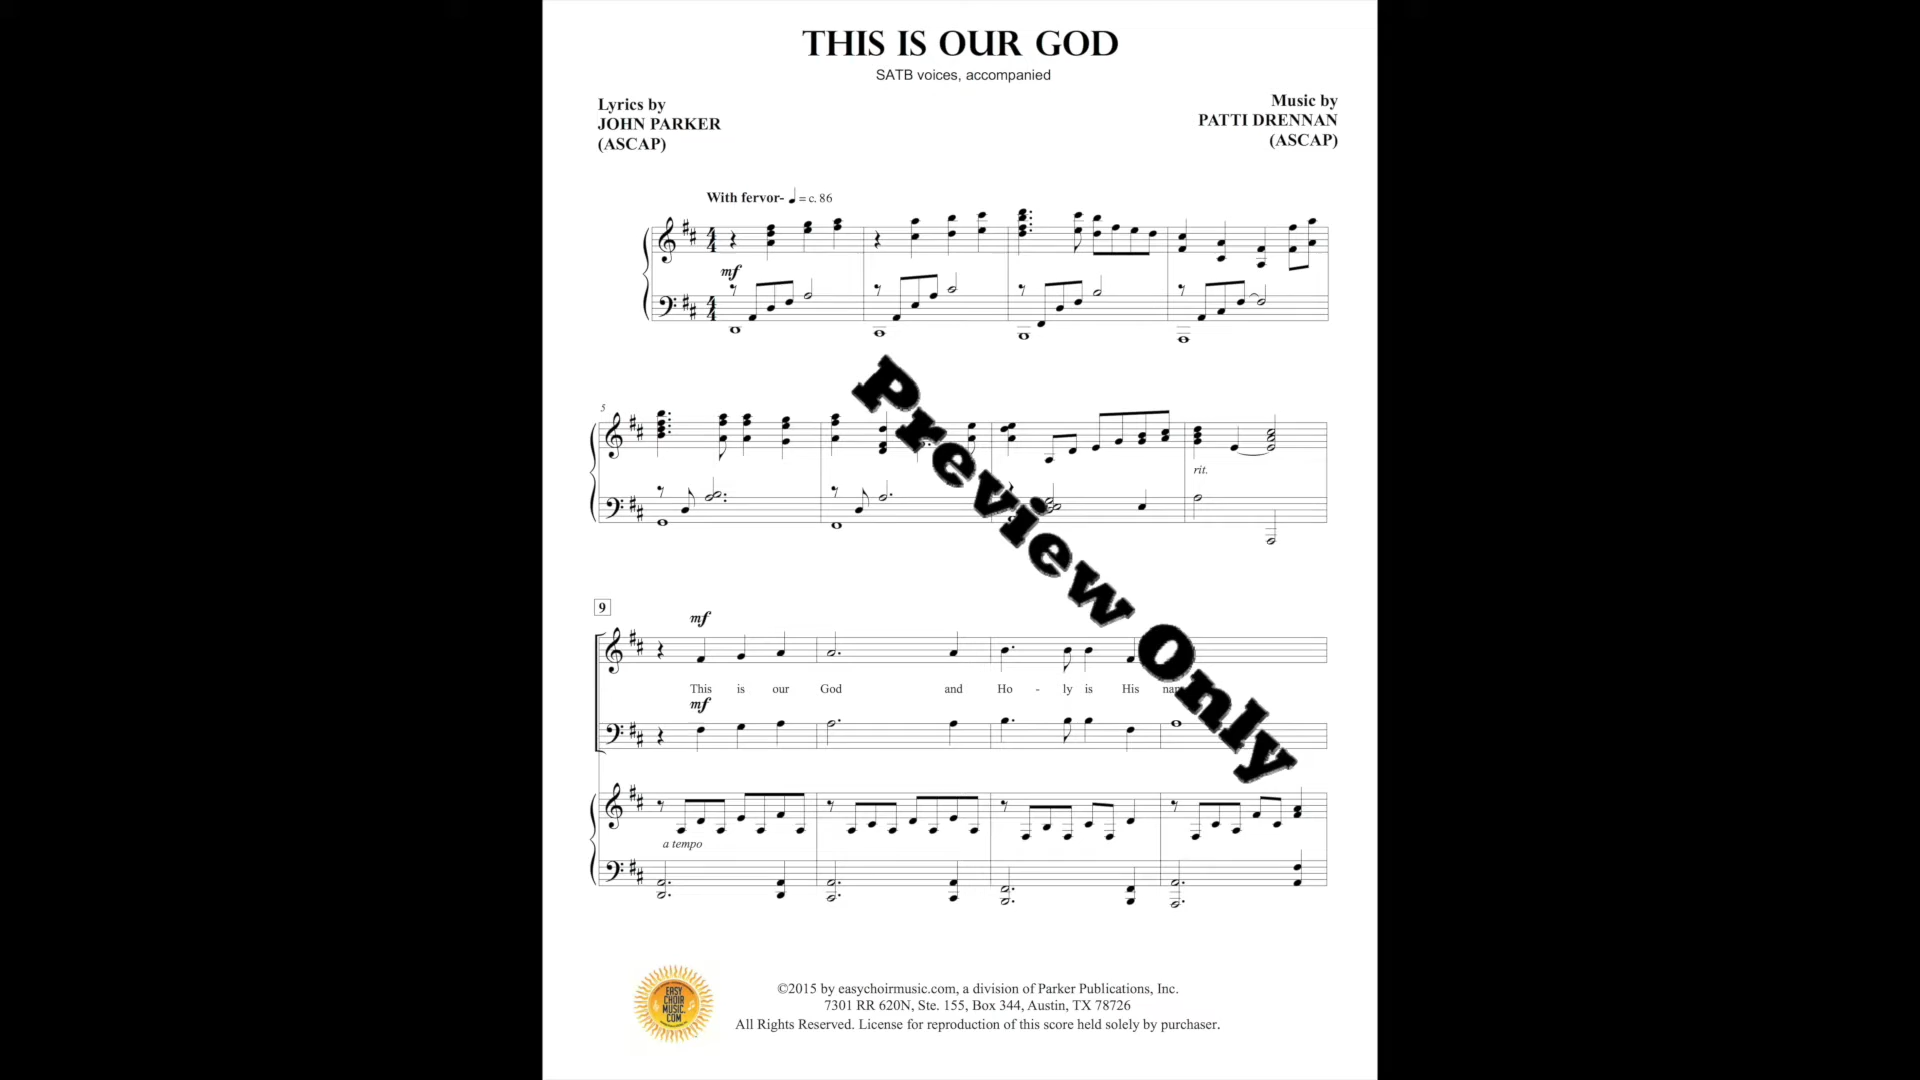 THIS IS OUR GOD
SATB voices, accompanied
Lyrics by
JOHN PARKER
(ASCAP)
Music by
PATTI DRENNAN
(ASCAP)
With fervor- ♩ = c. 86
mf
5
rit.
9
mf
This is our God and Ho - ly is His
mf
a tempo
Preview Only
EASY
CHOIR
MUSIC.
COM
©2015 by easychoirmusic.com, a division of Parker Publications, Inc.
7301 RR 620N, Ste. 155, Box 344, Austin, TX 78726
All Rights Reserved. License for reproduction of this score held solely by purchaser.